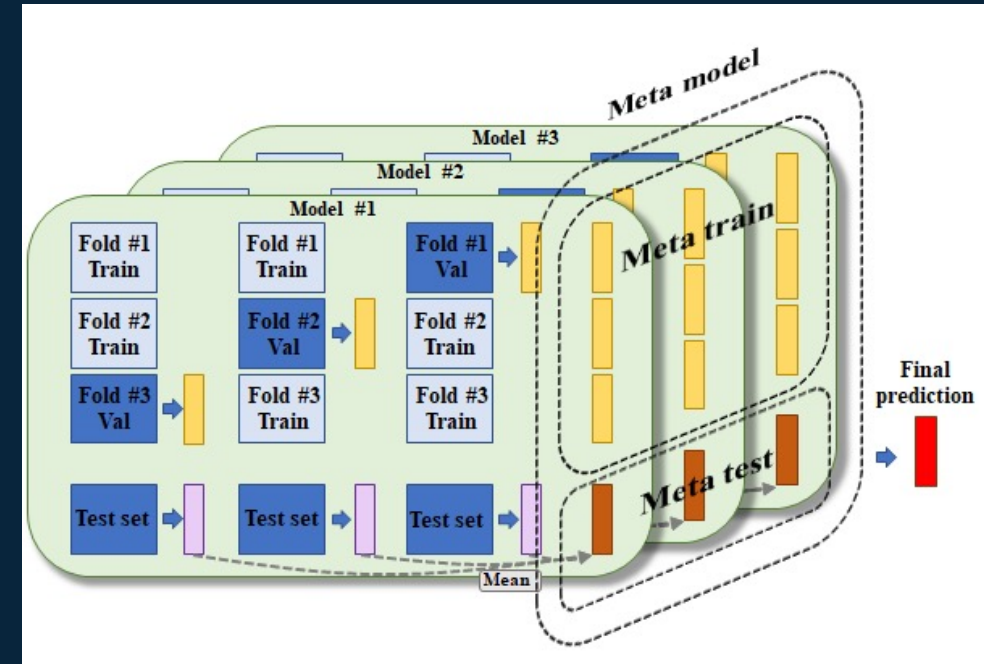 Meta model
Model #3
Model #2
Model #1
Meta train
Fold #1
Train
Fold #1
Train
Fold #1
Val
Fold #2
Train
Fold #2
Val
Fold #2
Train
Fold #3
Val
Fold #3
Train
Fold #3
Train
Final
prediction
Meta test
Test set
Test set
Test set
Mean